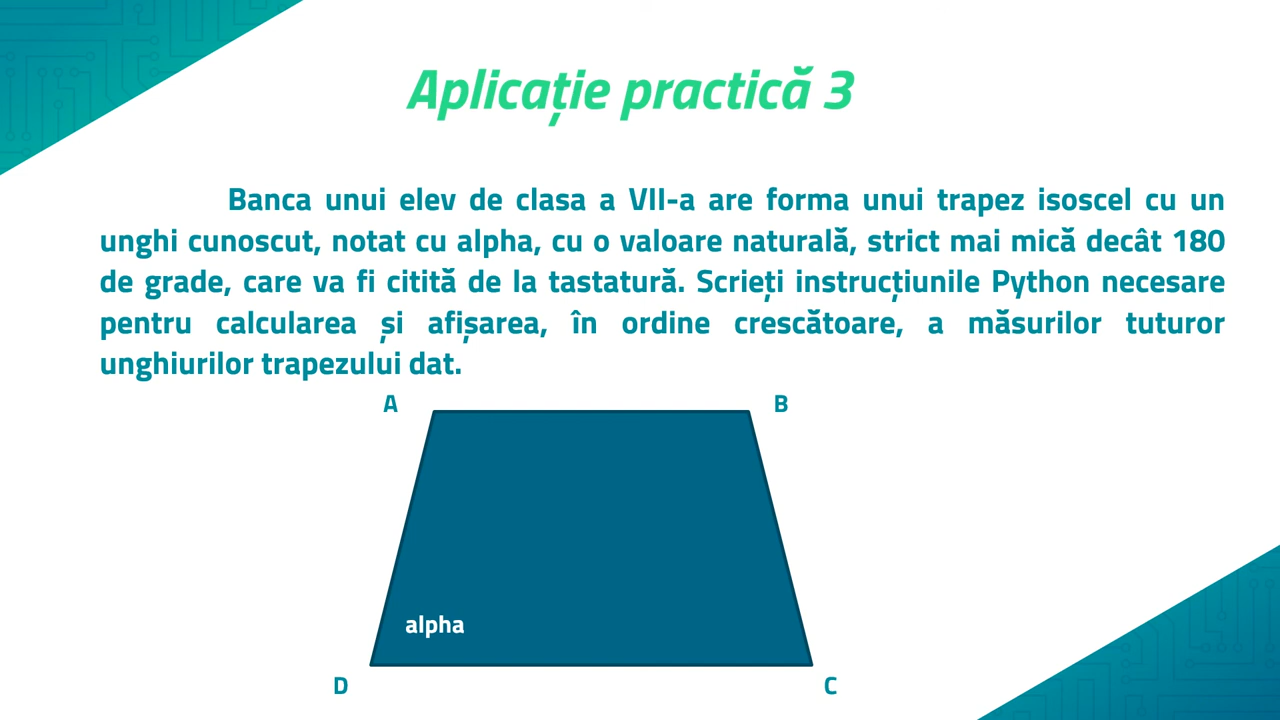 Aplicație practică 3
Banca unui elev de clasa a VII-a are forma unui trapez isoscel cu un
unghi cunoscut, notat cu alpha, cu o valoare naturală, strict mai mică decât 180
de grade, care va fi citită de la tastatură. Scrieți instrucțiunile Python necesare
pentru calcularea și afișarea, în ordine crescătoare, a măsurilor tuturor
unghiurilor trapezului dat.
A
B
alpha
D
C